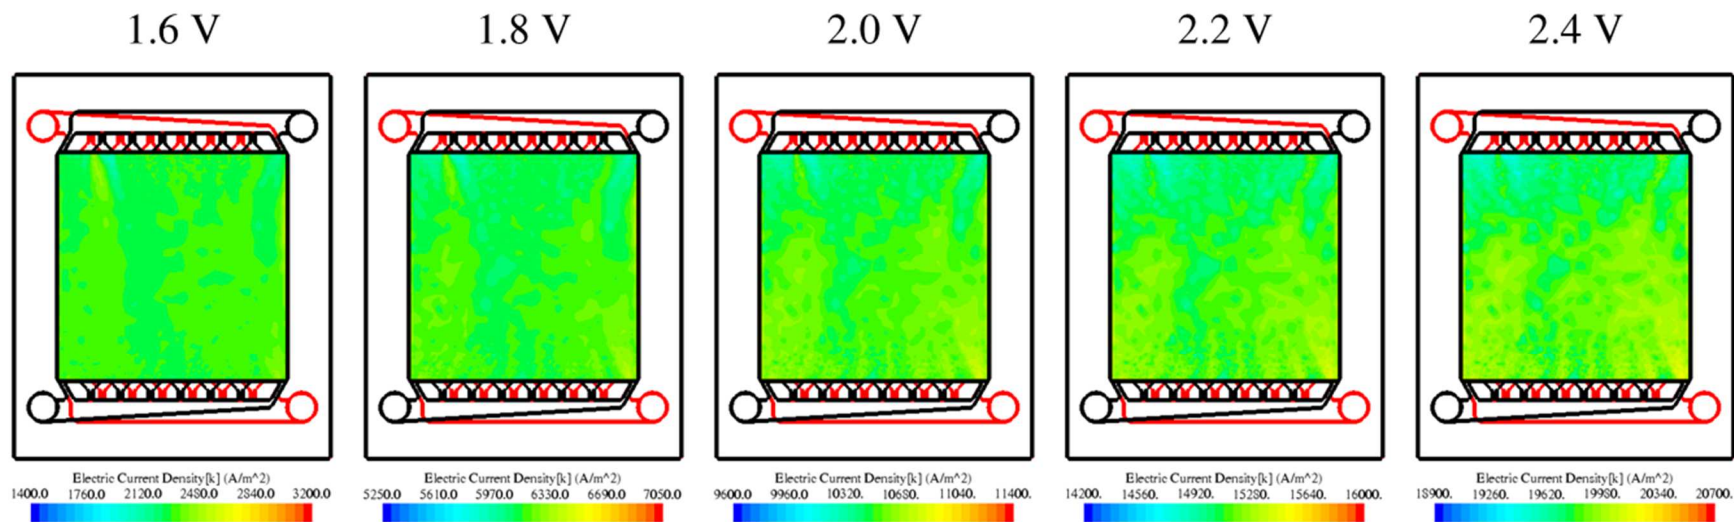 1.6 V 1.8 V 2.0 V 2.2 V 2.4 V
Electric Current Density[k] (A/m^2) Electric Current Density[k] (A/m^2) Electric Current Density[k] (A/m^2) Electric Current Density[k] (A/m^2) Electric Current Density[k] (A/m^2)
1400.0 1760.0 2120.0 2480.0 2840.0 3200.0 5250.0 5610.0 5970.0 6330.0 6690.0 7050.0 9600.0 9960.0 10320. 10680. 11040. 11400. 14200. 14560. 14920. 15280. 15640. 16000. 18900. 19260. 19620. 19980. 20340. 20700.